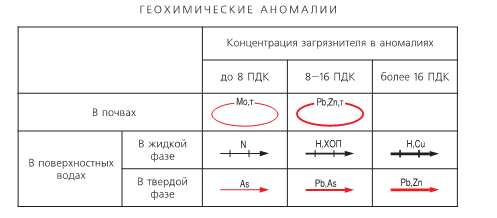 ГЕОХИМИЧЕСКИЕ АНОМАЛИИ
Концентрация загрязнителя в аномалиях
до 8 ПДК 8–16 ПДК более 16 ПДК
В почвах Mo,т Pb,Zn,т
В поверхностных водах
В жидкой фазе N Н,ХОП Н,Cu
В твердой фазе As Pb,As Pb,Zn